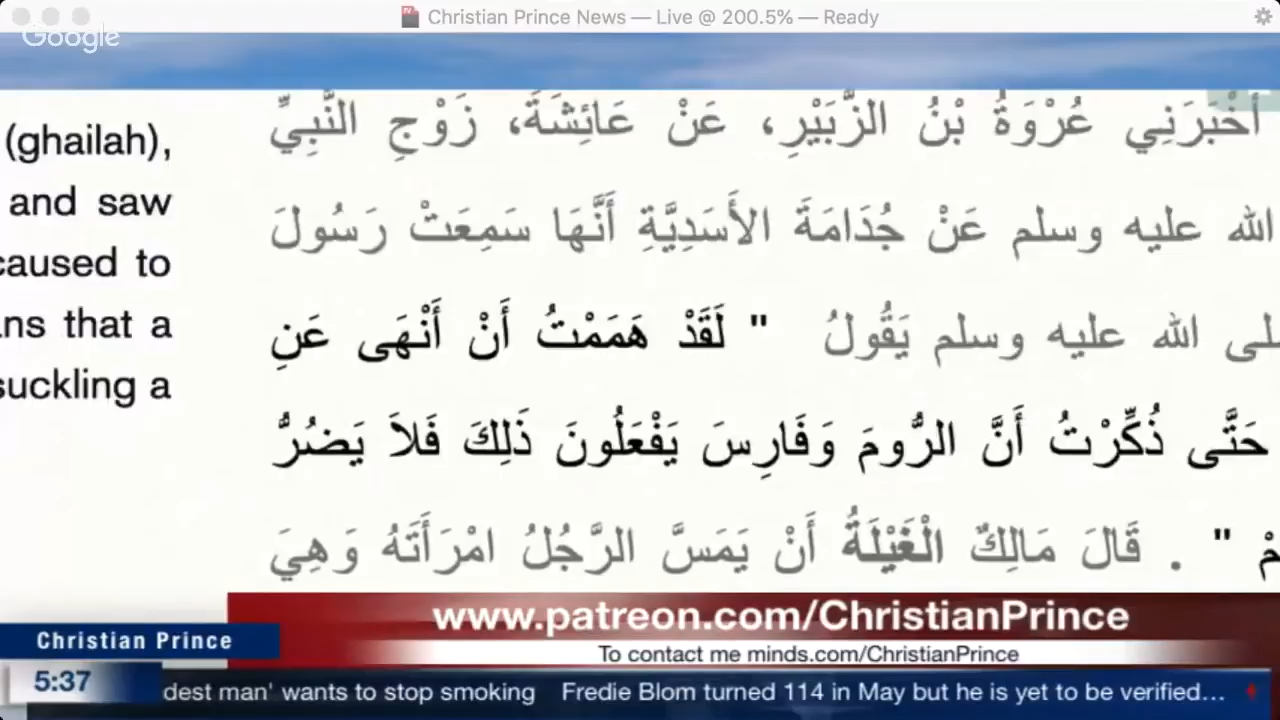 Christian Prince News — Live @ 200.5% — Ready
Google
(ghailah),
and saw
caused to
that a
suckling a
أَخْبَرَنِي عُرْوَةُ بْنُ الزُّبَيْرِ، عَنْ عَائِشَةَ، زَوْجِ النَّبِيِّ
الله عليه وسلم عَنْ جُدَامَةَ الأَسَدِيَّةِ أَنَّهَا سَمِعَتْ رَسُولَ
الله عليه وسلم يَقُولُ " لَقَدْ هَمَمْتُ أَنْ أَنْهَى عَنِ
حَتَّى ذُكِّرْتُ أَنَّ الرُّومَ وَفَارِسَ يَفْعَلُونَ ذَلِكَ فَلاَ يَضُرُّ
" . قَالَ مَالِكٌ الْغَيْلَةُ أَنْ يَمَسَّ الرَّجُلُ امْرَأَتَهُ وَهِيَ
www.patreon.com/ChristianPrince
To contact me minds.com/ChristianPrince
Christian Prince
5:37
dest man' wants to stop smoking Fredie Blom turned 114 in May but he is yet to be verified...